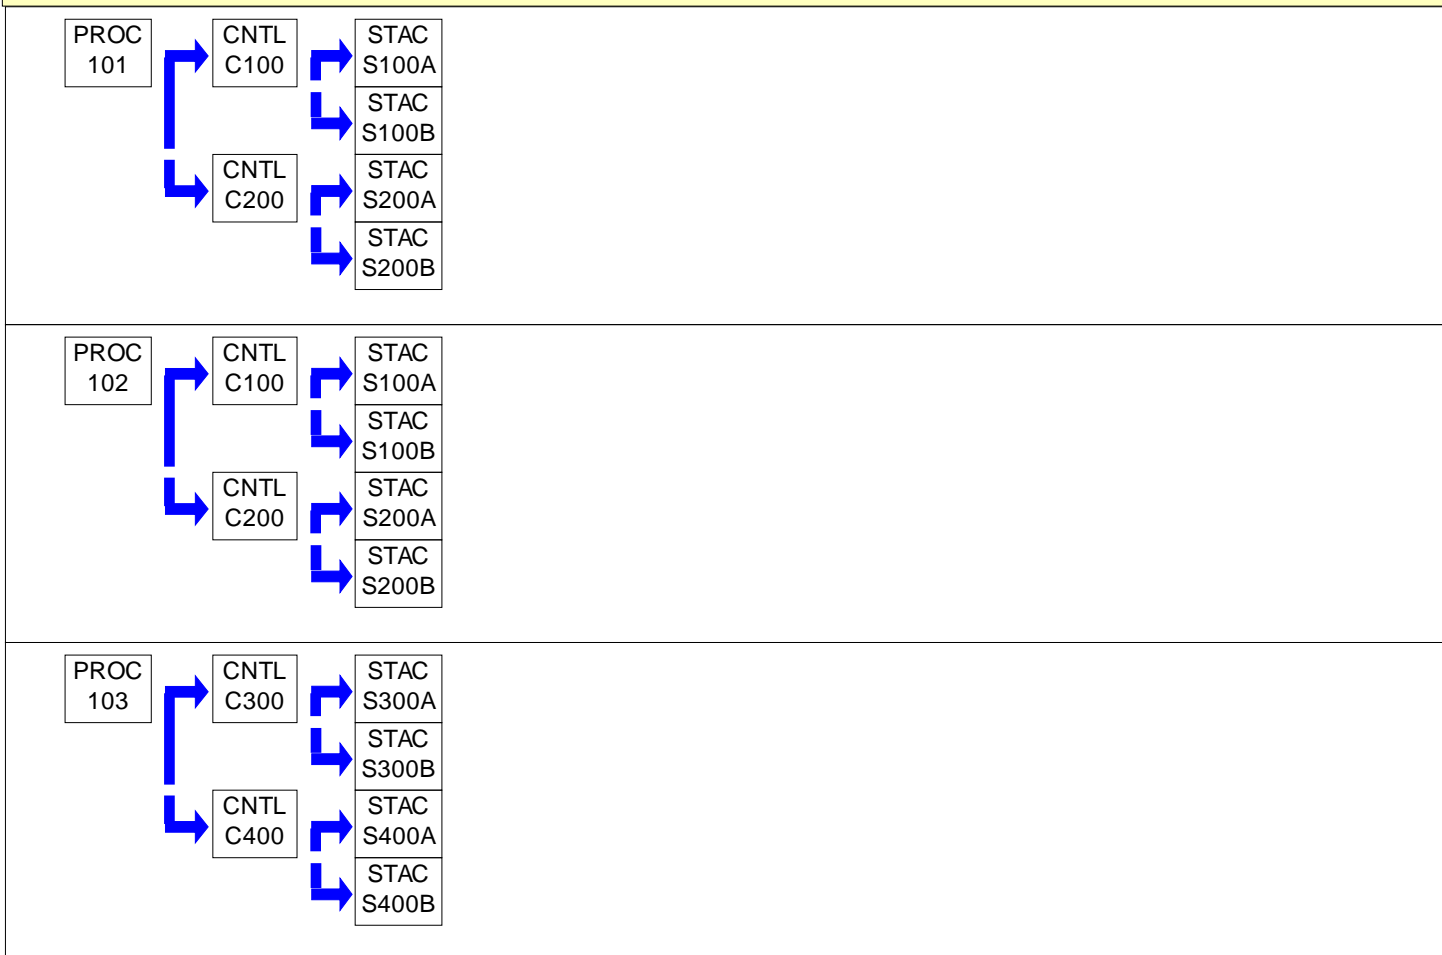 PROC
101
CNTL
C100
STAC
S100A
STAC
S100B
CNTL
C200
STAC
S200A
STAC
S200B
PROC
102
CNTL
C100
STAC
S100A
STAC
S100B
CNTL
C200
STAC
S200A
STAC
S200B
PROC
103
CNTL
C300
STAC
S300A
STAC
S300B
CNTL
C400
STAC
S400A
STAC
S400B